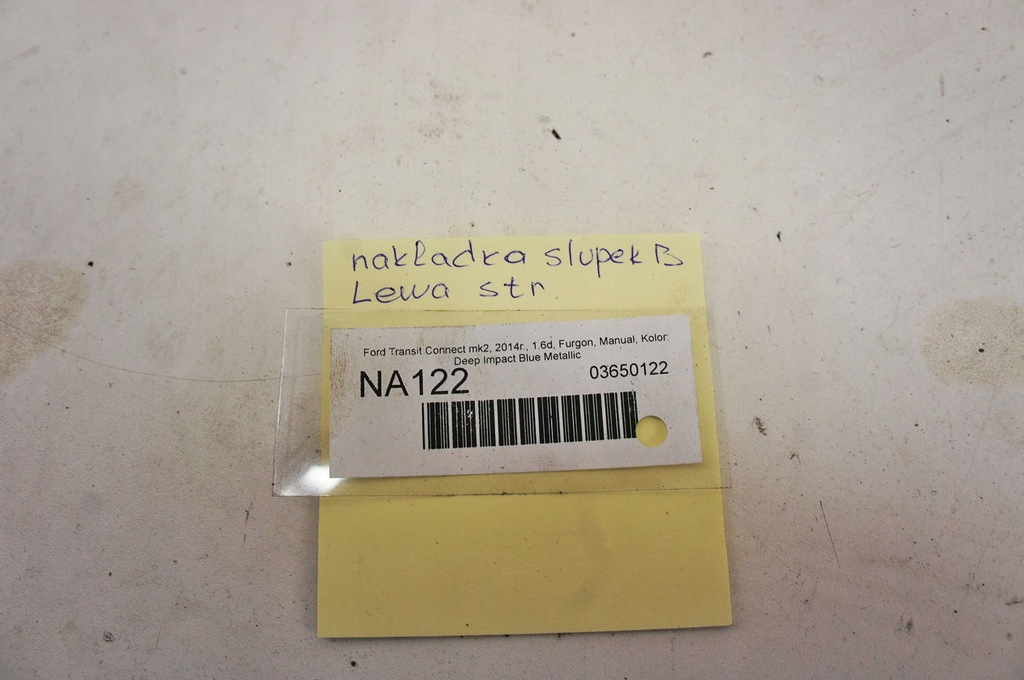 nakładka slupek B
Lewa str.
Ford Transit Connect mk2, 2014r., 1.6d, Furgon, Manual, Kolor:
Deep Impact Blue Metallic
NA122 03650122